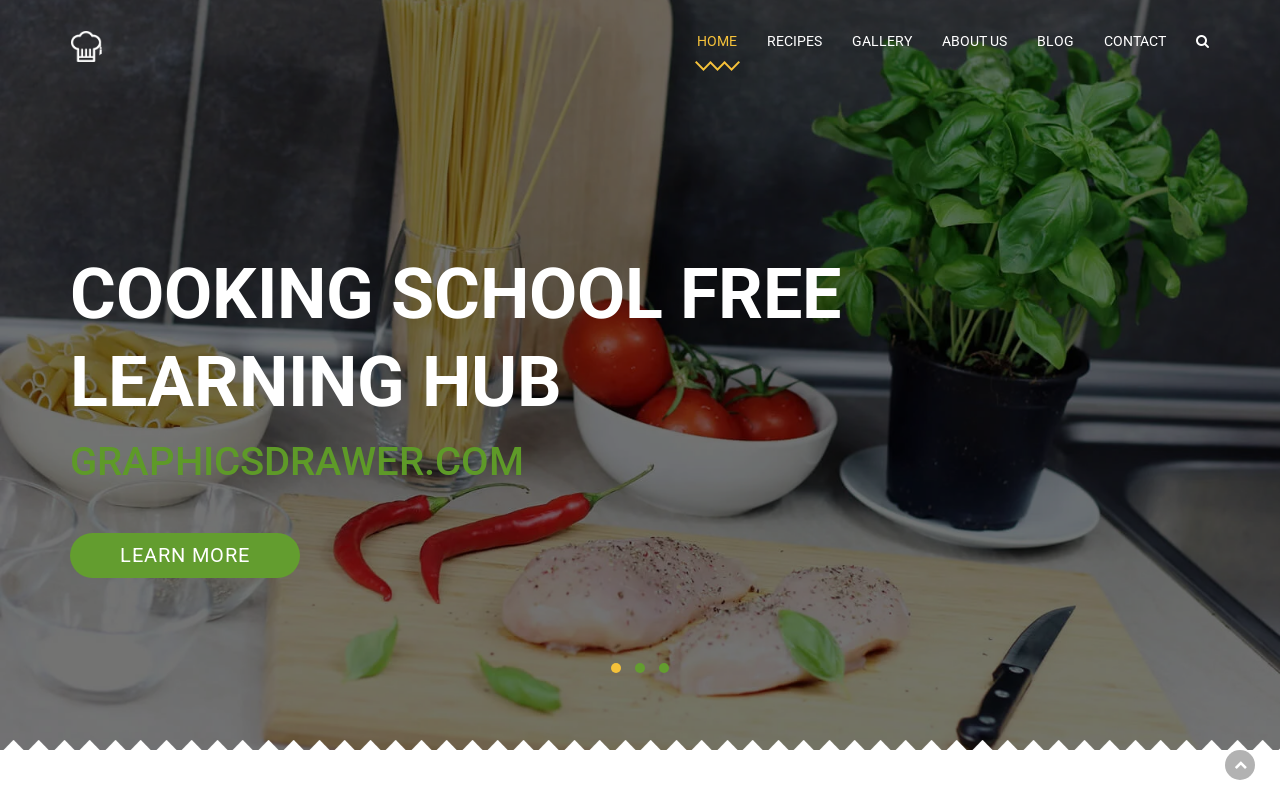 HOME
RECIPES
GALLERY
ABOUT US
BLOG
CONTACT
COOKING SCHOOL FREE
LEARNING HUB
GRAPHICSDRAWER.COM
LEARN MORE